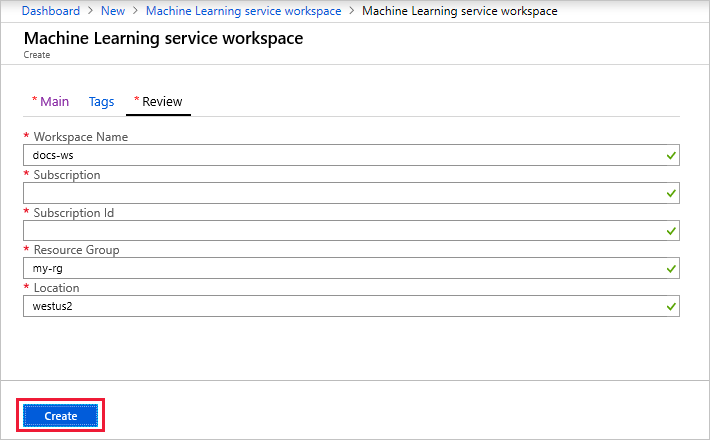 Dashboard > New > Machine Learning service workspace > Machine Learning service workspace
Machine Learning service workspace
Create
* Main Tags * Review
* Workspace Name
docs-ws
* Subscription
* Subscription Id
* Resource Group
my-rg
* Location
westus2
Create